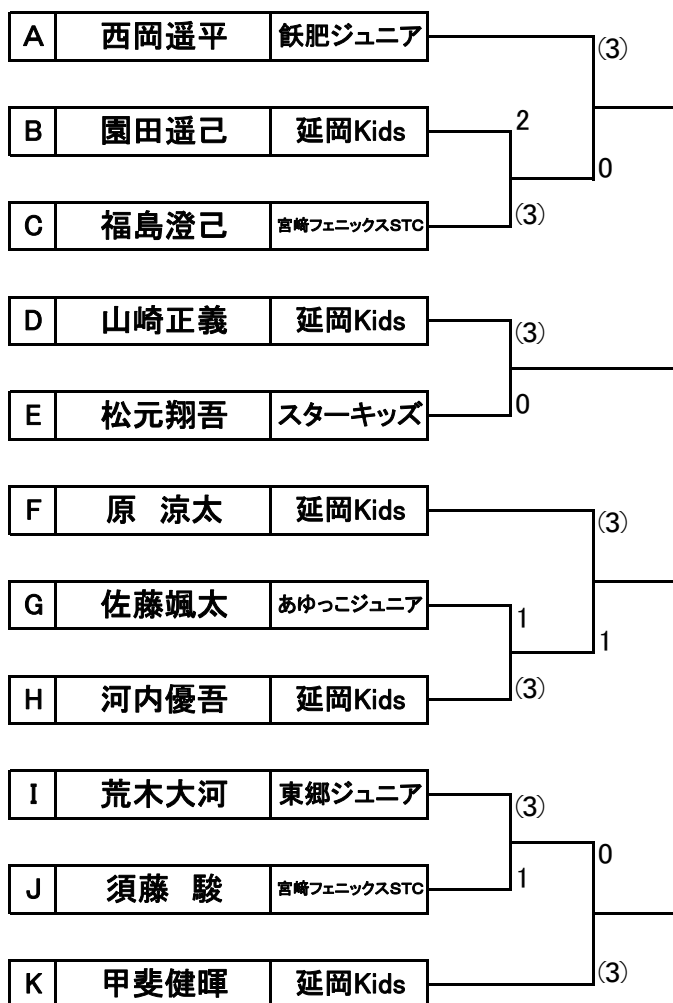 A 西岡遥平 飫肥ジュニア (3)
B 園田遥己 延岡Kids 2
0
C 福島澄己 宮崎フェニックスSTC (3)
D 山崎正義 延岡Kids (3)
E 松元翔吾 スターキッズ 0
F 原 涼太 延岡Kids (3)
G 佐藤颯太 あゆっこジュニア 1
1
H 河内優吾 延岡Kids (3)
I 荒木大河 東郷ジュニア (3)
0
J 須藤 駿 宮崎フェニックスSTC 1
K 甲斐健暉 延岡Kids (3)